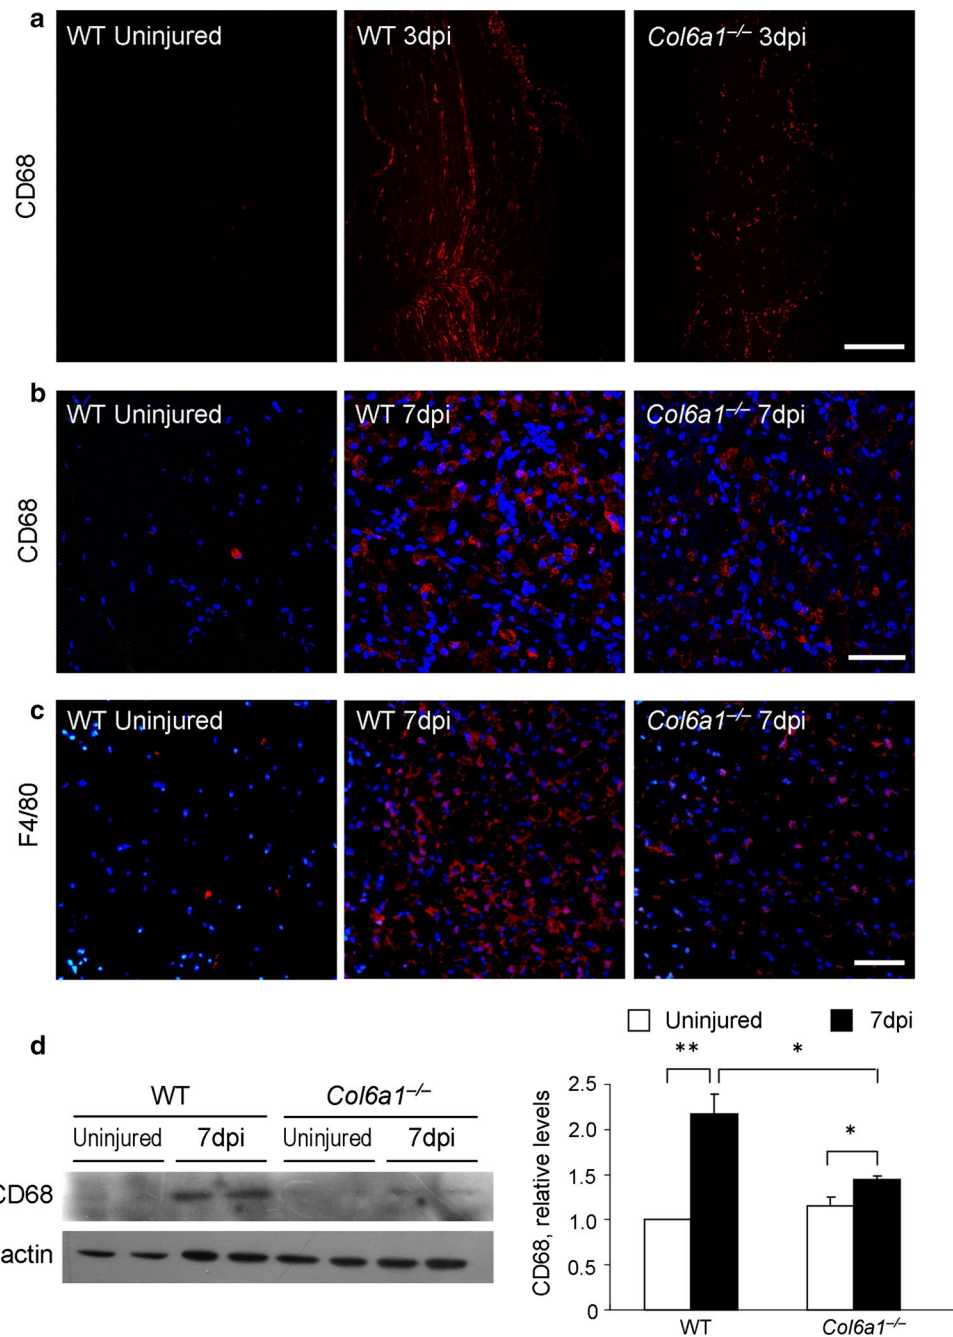 a
WT Uninjured
WT 3dpi
Col6a1–/– 3dpi
CD68
b
WT Uninjured
WT 7dpi
Col6a1–/– 7dpi
CD68
c
WT Uninjured
WT 7dpi
Col6a1–/– 7dpi
F4/80
d
WT
Col6a1–/–
Uninjured
7dpi
Uninjured
7dpi
CD68
actin
Uninjured
7dpi
**
*
*
CD68, relative levels
2.5
2.0
1.5
1.0
0.5
0
WT
Col6a1–/–